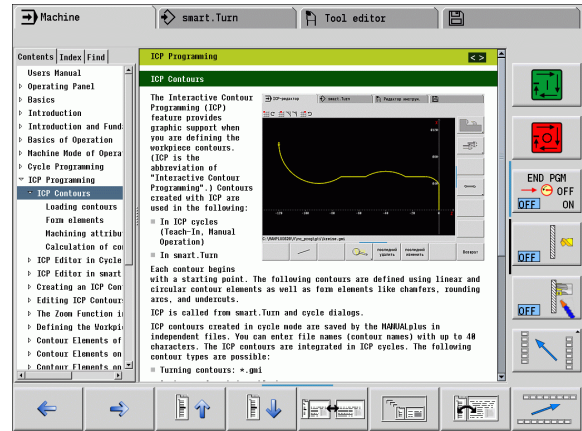 Machine
smart.Turn
Tool editor
Contents Index Find
Users Manual
Operating Panel
Basics
Introduction
Introduction and Fund
Basics of Operation
Machine Mode of Opera
Cycle Programming
ICP Programming
ICP Contours
Loading contours
Form elements
Machining attribu
Calculation of co
ICP Editor in Cycle
ICP Editor in smart
Creating an ICP Con
Editing ICP Contour
The Zoom Function i
Defining the Workpi
Contour Elements of
Contour Elements on
Contour Elements on
ICP Programming
ICP Contours
The Interactive Contour
Programming (ICP)
feature provides
graphic support when
you are defining the
workpiece contours.
(ICP is the
abbreviation of
"Interactive Contour
Programming".) Contours
created with ICP are
used in the following:
In ICP cycles
(Teach-In, Manual
Operation)
In smart.Turn
Each contour begins
with a starting point. The following contours are defined using linear and
circular contour elements as well as form elements like chamfers, rounding
arcs, and undercuts.
ICP is called from smart.Turn and cycle dialogs.
ICP contours created in cycle mode are saved by the MANUALplus in
independent files. You can enter file names (contour names) with up to 40
characters. The ICP contours are integrated in ICP cycles. The following
contour types are possible:
Turning contours: *.gmi
smart.Turn
последний удалить
последний изменить
Возврат
END PGM
OFF
OFF ON
OFF
OFF